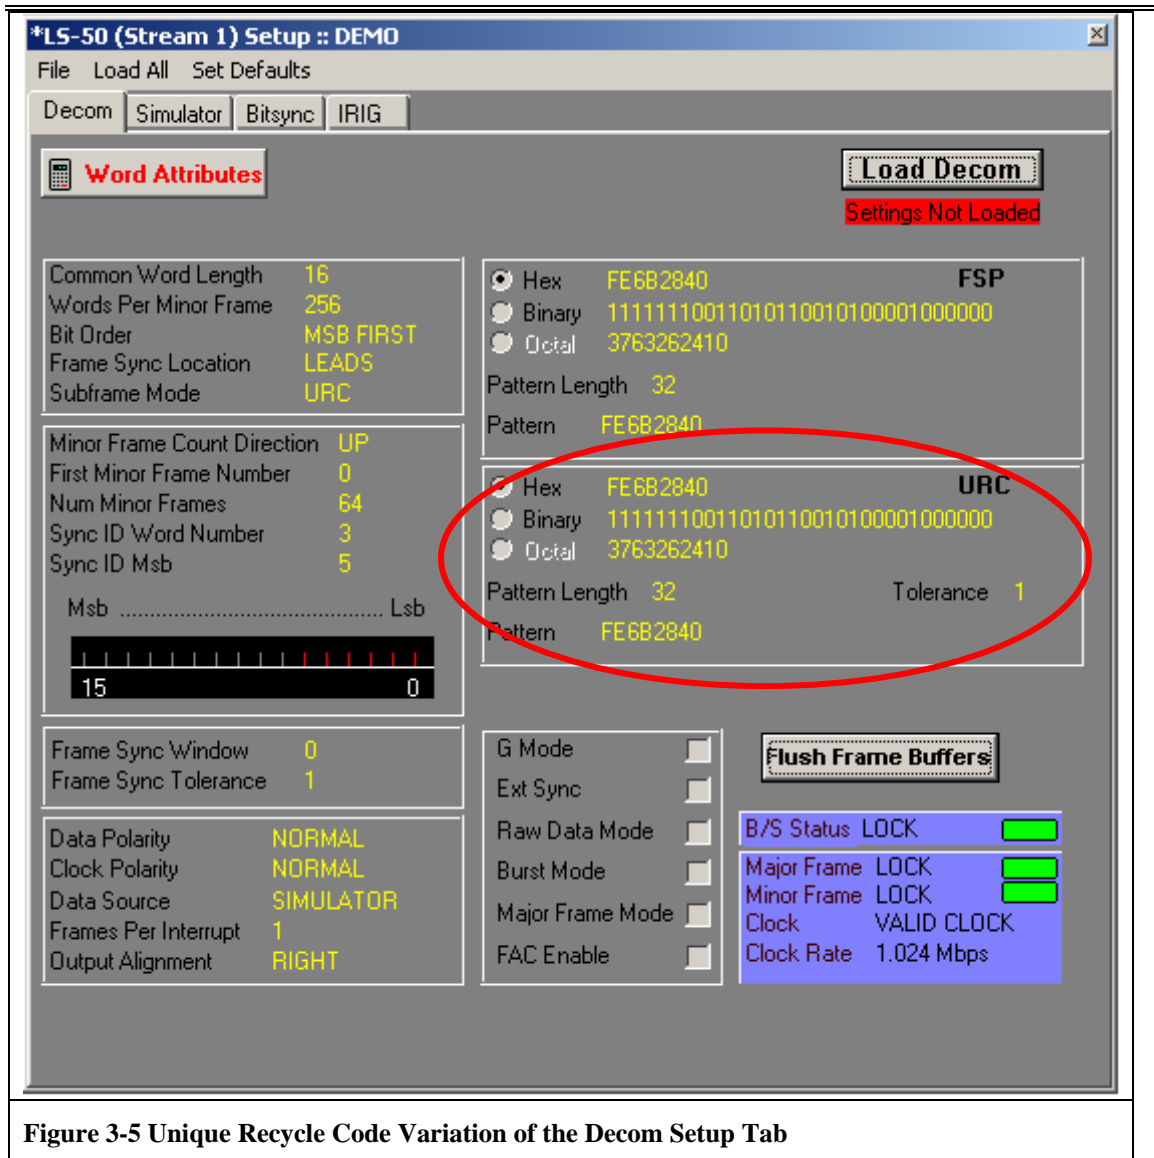 *LS-50 (Stream 1) Setup :: DEMO
File Load All Set Defaults
Decom Simulator Bitsync IRIG
Word Attributes
Load Decom
Settings Not Loaded
Common Word Length 16
Words Per Minor Frame 256
Bit Order MSB FIRST
Frame Sync Location LEADS
Subframe Mode URC
Hex FE6B2840 FSP
Binary 11111110011010110010100001000000
Octal 3763262410
Pattern Length 32
Pattern FE6B2840
Minor Frame Count Direction UP
First Minor Frame Number 0
Num Minor Frames 64
Sync ID Word Number 3
Sync ID Msb 5
Msb ........................................ Lsb
15 0
Hex FE6B2840 URC
Binary 11111110011010110010100001000000
Octal 3763262410
Pattern Length 32 Tolerance 1
Pattern FE6B2840
Frame Sync Window 0
Frame Sync Tolerance 1
Data Polarity NORMAL
Clock Polarity NORMAL
Data Source SIMULATOR
Frames Per Interrupt 1
Output Alignment RIGHT
G Mode
Ext Sync
Raw Data Mode
Burst Mode
Major Frame Mode
FAC Enable
Flush Frame Buffers
B/S Status LOCK
Major Frame LOCK
Minor Frame LOCK
Clock VALID CLOCK
Clock Rate 1.024 Mbps
Figure 3-5 Unique Recycle Code Variation of the Decom Setup Tab